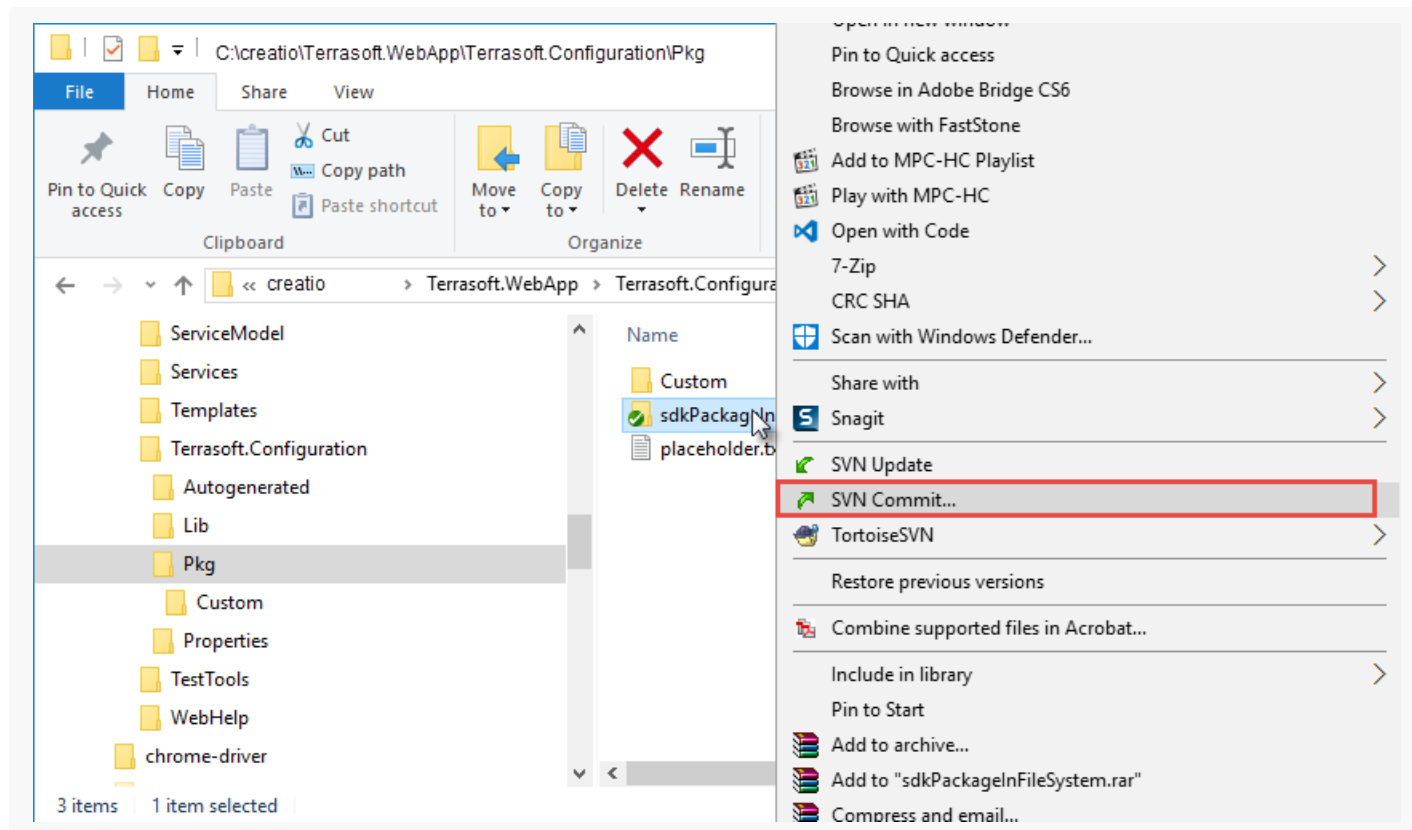 C:\creatio\Terrasoft.WebApp\Terrasoft.Configuration\Pkg
File Home Share View
Pin to Quick access
Copy
Paste
Cut
Copy path
Paste shortcut
Clipboard
Move to
Copy to
Delete
Rename
Organize
« creatio > Terrasoft.WebApp > Terrasoft.Configura
ServiceModel
Services
Templates
Terrasoft.Configuration
Autogenerated
Lib
Pkg
Custom
Properties
TestTools
WebHelp
chrome-driver
3 items 1 item selected
Name
Custom
sdkPackageIn
placeholder.tx
Open in new window
Pin to Quick access
Browse in Adobe Bridge CS6
Browse with FastStone
Add to MPC-HC Playlist
Play with MPC-HC
Open with Code
7-Zip
CRC SHA
Scan with Windows Defender...
Share with
Snagit
SVN Update
SVN Commit...
TortoiseSVN
Restore previous versions
Combine supported files in Acrobat...
Include in library
Pin to Start
Add to archive...
Add to "sdkPackageInFileSystem.rar"
Compress and email...